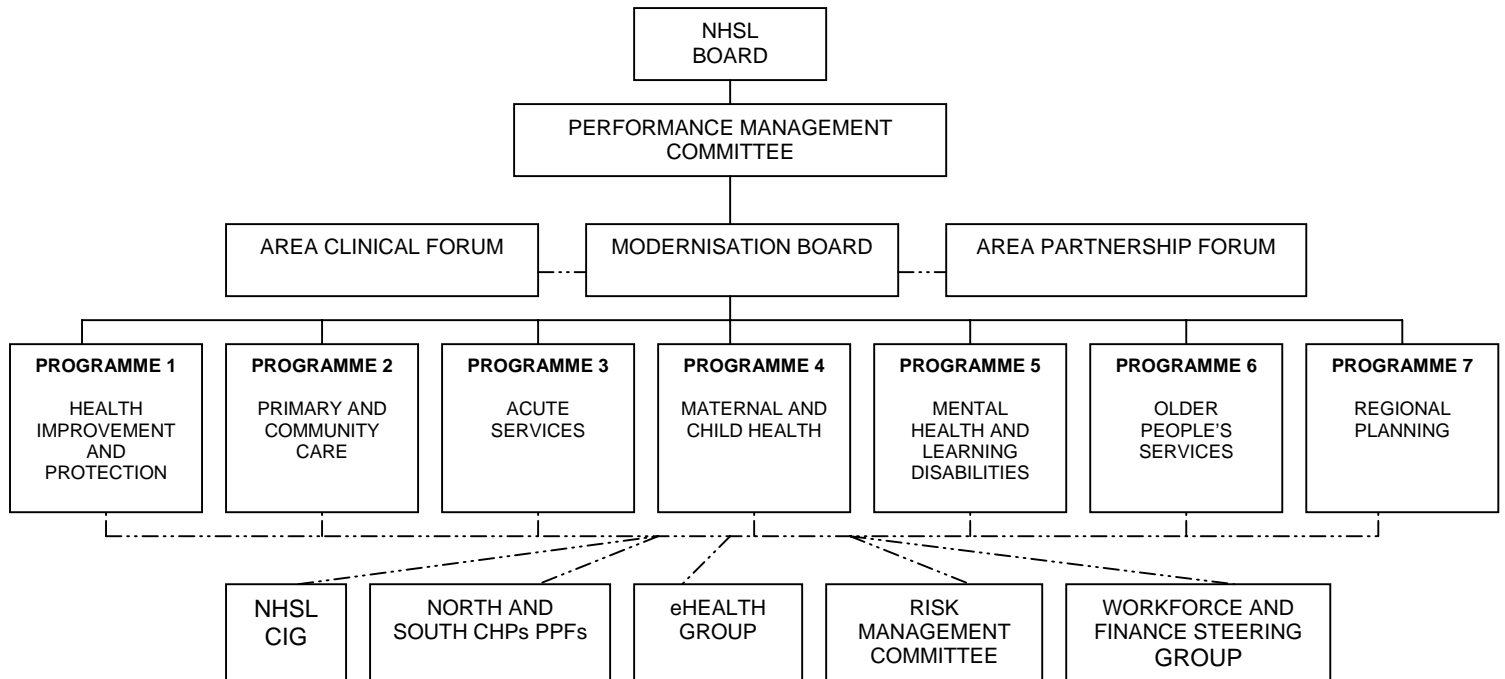 NHSL
BOARD
PERFORMANCE MANAGEMENT
COMMITTEE
AREA CLINICAL FORUM
MODERNISATION BOARD
AREA PARTNERSHIP FORUM
PROGRAMME 1
HEALTH
IMPROVEMENT
AND
PROTECTION
PROGRAMME 2
PRIMARY AND
COMMUNITY
CARE
PROGRAMME 3
ACUTE
SERVICES
PROGRAMME 4
MATERNAL AND
CHILD HEALTH
PROGRAMME 5
MENTAL
HEALTH AND
LEARNING
DISABILITIES
PROGRAMME 6
OLDER
PEOPLE'S
SERVICES
PROGRAMME 7
REGIONAL
PLANNING
NHSL
CIG
NORTH AND
SOUTH CHPs PPFs
eHEALTH
GROUP
RISK
MANAGEMENT
COMMITTEE
WORKFORCE AND
FINANCE STEERING
GROUP